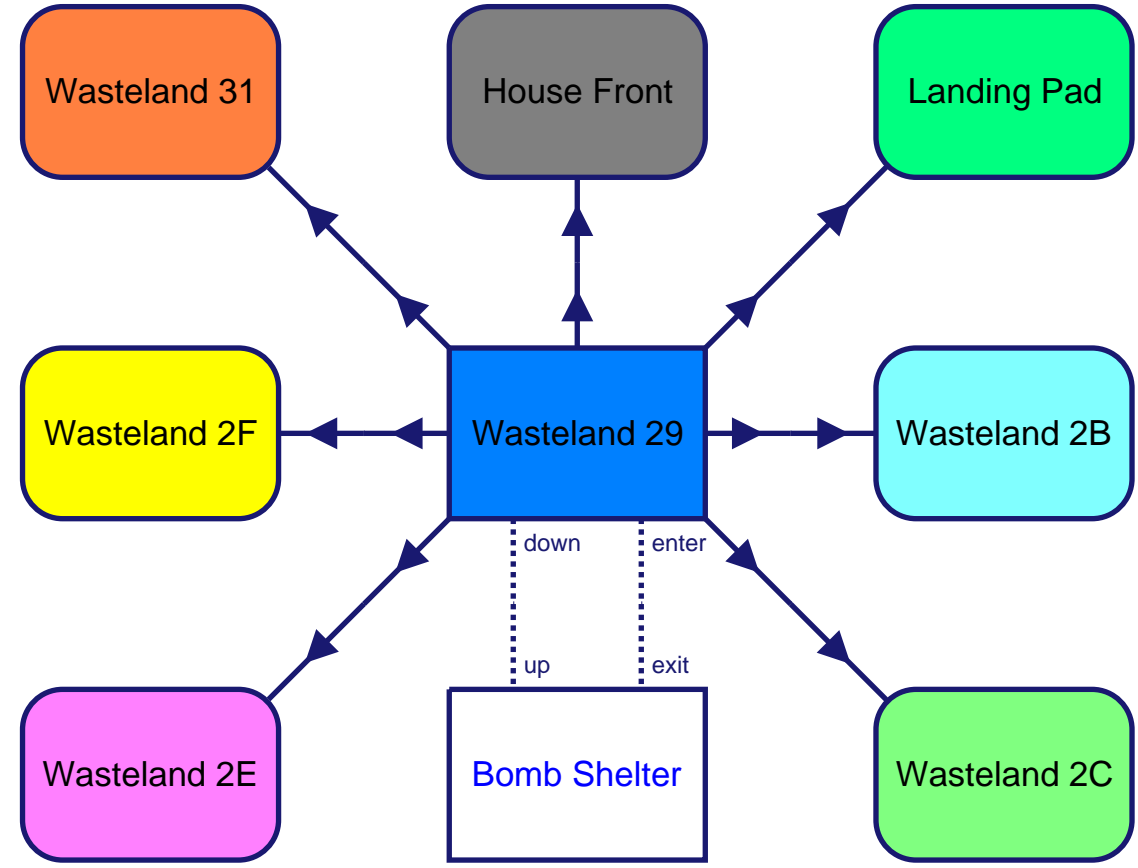 Wasteland 31
House Front
Landing Pad
Wasteland 2F
Wasteland 29
Wasteland 2B
down
enter
up
exit
Wasteland 2E
Bomb Shelter
Wasteland 2C